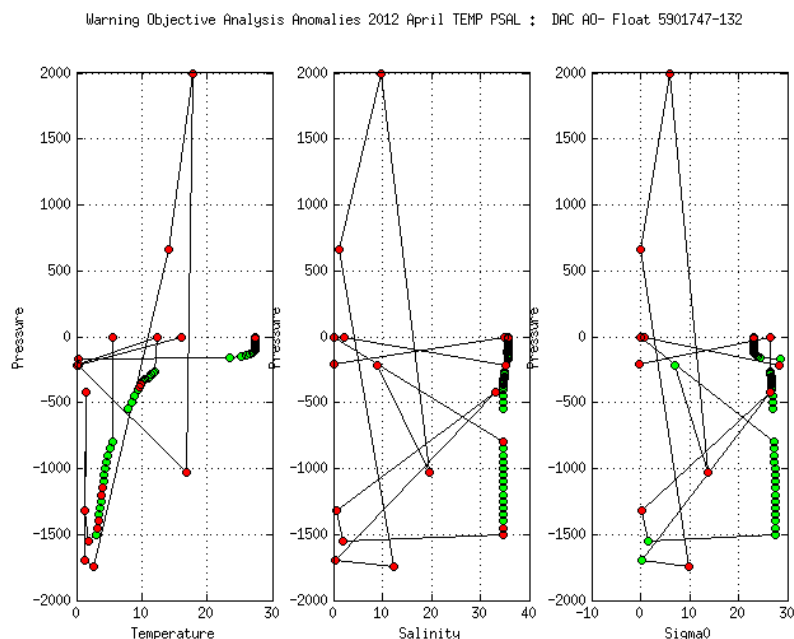 Warning Objective Analysis Anomalies 2012 April TEMP PSAL : DAC AO- Float 5901747-132
2000 2000 2000
1500 1500 1500
1000 1000 1000
500 500 500
0 0 0
-500 -500 -500
-1000 -1000 -1000
-1500 -1500 -1500
-2000 -2000 -2000
Pressure Pressure Pressure
0 10 20 30 0 10 20 30 40 -10 0 10 20 30
Temperature Salinity Sigma0